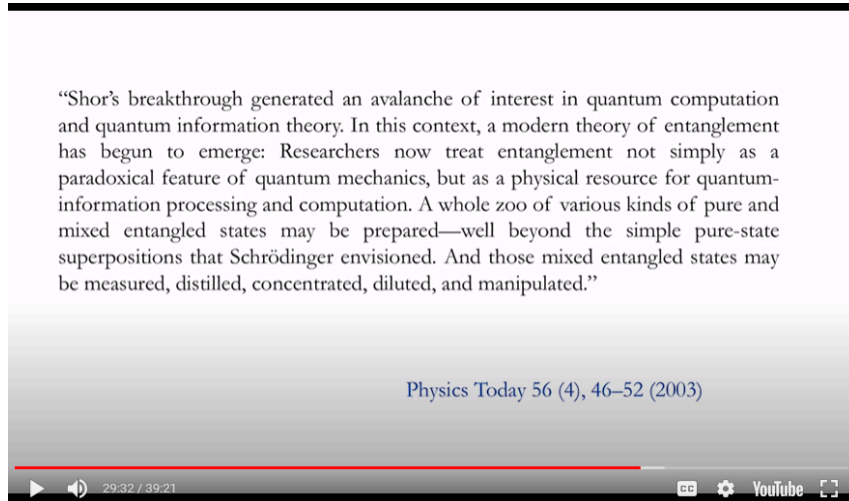 “Shor’s breakthrough generated an avalanche of interest in quantum computation
and quantum information theory. In this context, a modern theory of entanglement
has begun to emerge: Researchers now treat entanglement not simply as a
paradoxical feature of quantum mechanics, but as a physical resource for quantum-
information processing and computation. A whole zoo of various kinds of pure and
mixed entangled states may be prepared—well beyond the simple pure-state
superpositions that Schrödinger envisioned. And those mixed entangled states may
be measured, distilled, concentrated, diluted, and manipulated.”
Physics Today 56 (4), 46–52 (2003)
29:32 / 39:21 CC YouTube